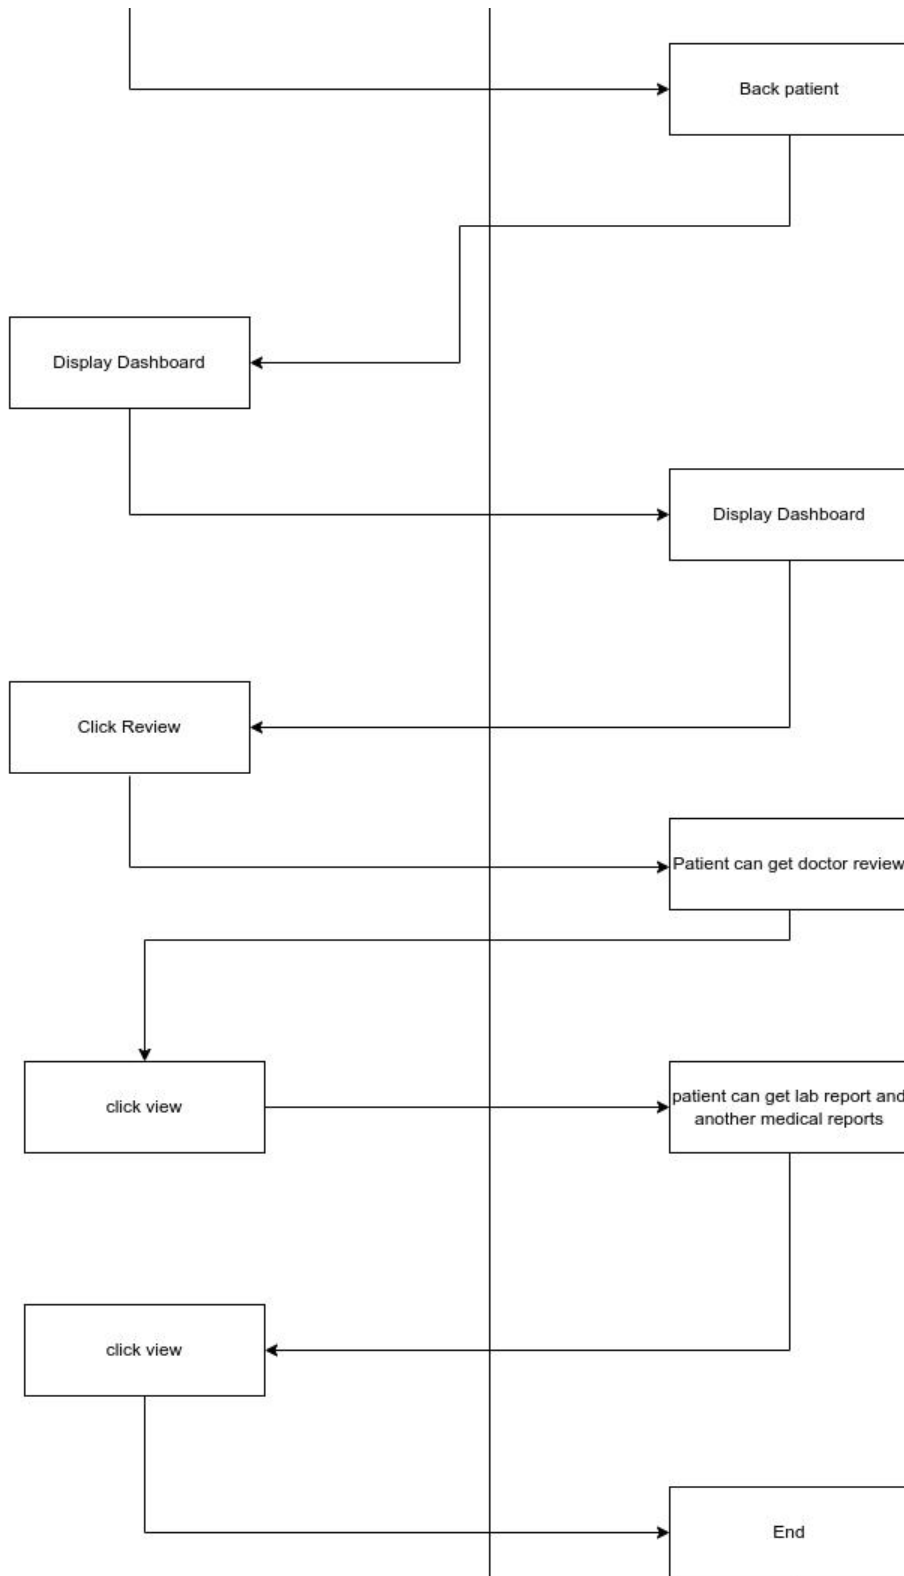 Back patient
Display Dashboard
Display Dashboard
Click Review
Patient can get doctor review
click view
patient can get lab report and
another medical reports
click view
End